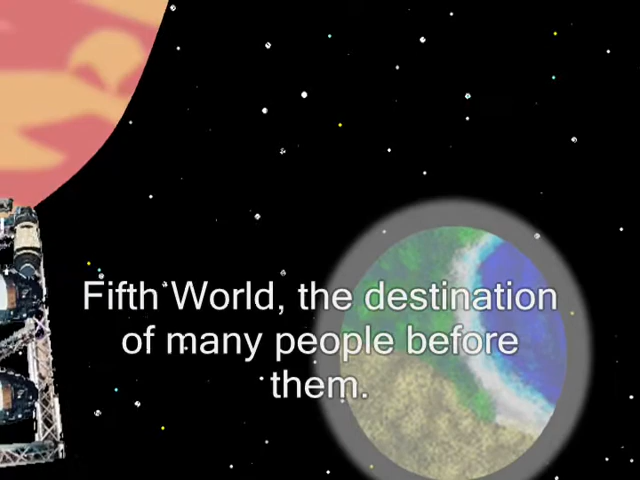 Fifth World, the destination
of many people before
them.